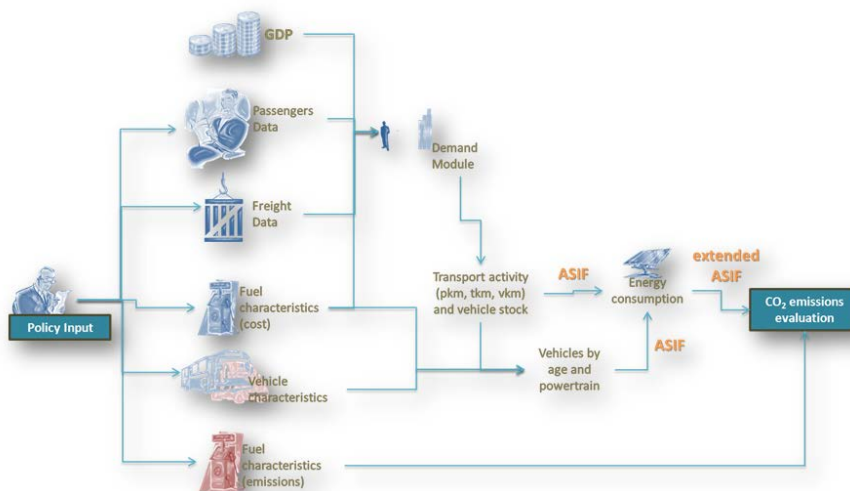 GDP
Passengers
Data
Demand
Module
Freight
Data
Policy Input
Fuel
characteristics
(cost)
Transport activity
(pkm, tkm, vkm)
and vehicle stock
ASIF
Energy
consumption
extended
ASIF
CO₂ emissions
evaluation
Vehicle
characteristics
Vehicles by
age and
powertrain
ASIF
Fuel
characteristics
(emissions)